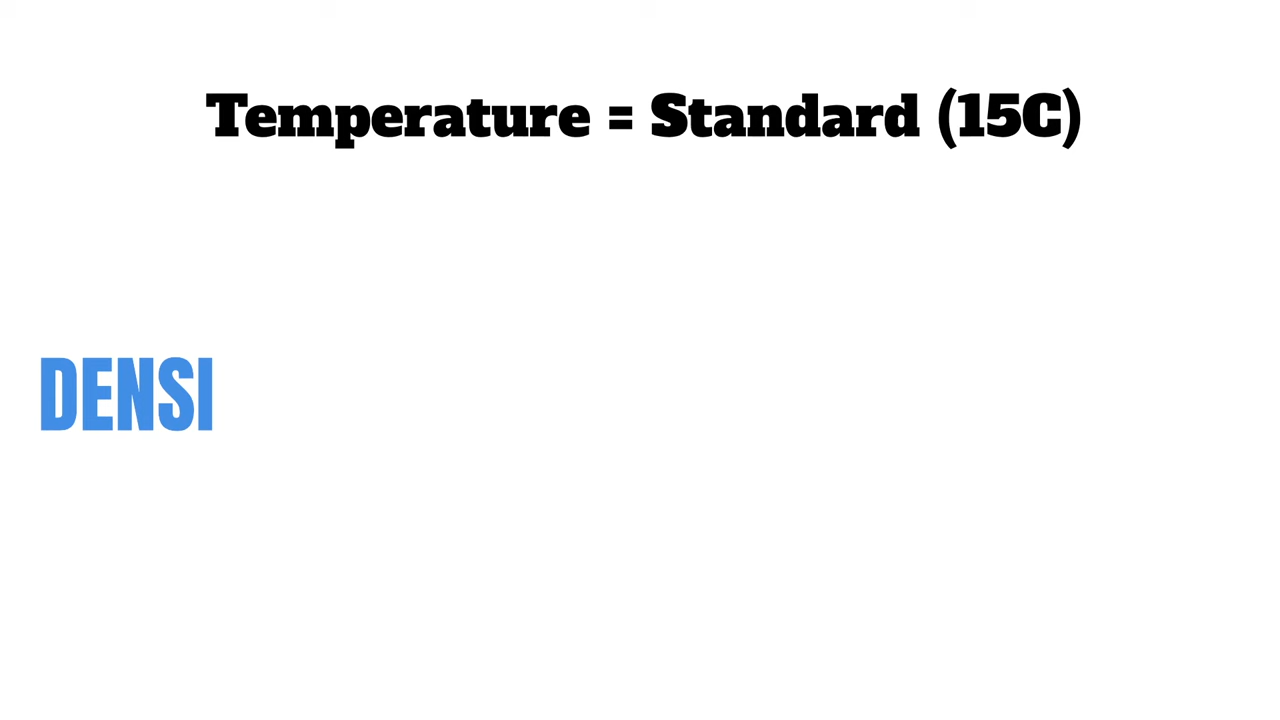 Temperature = Standard (15C)
DENSI